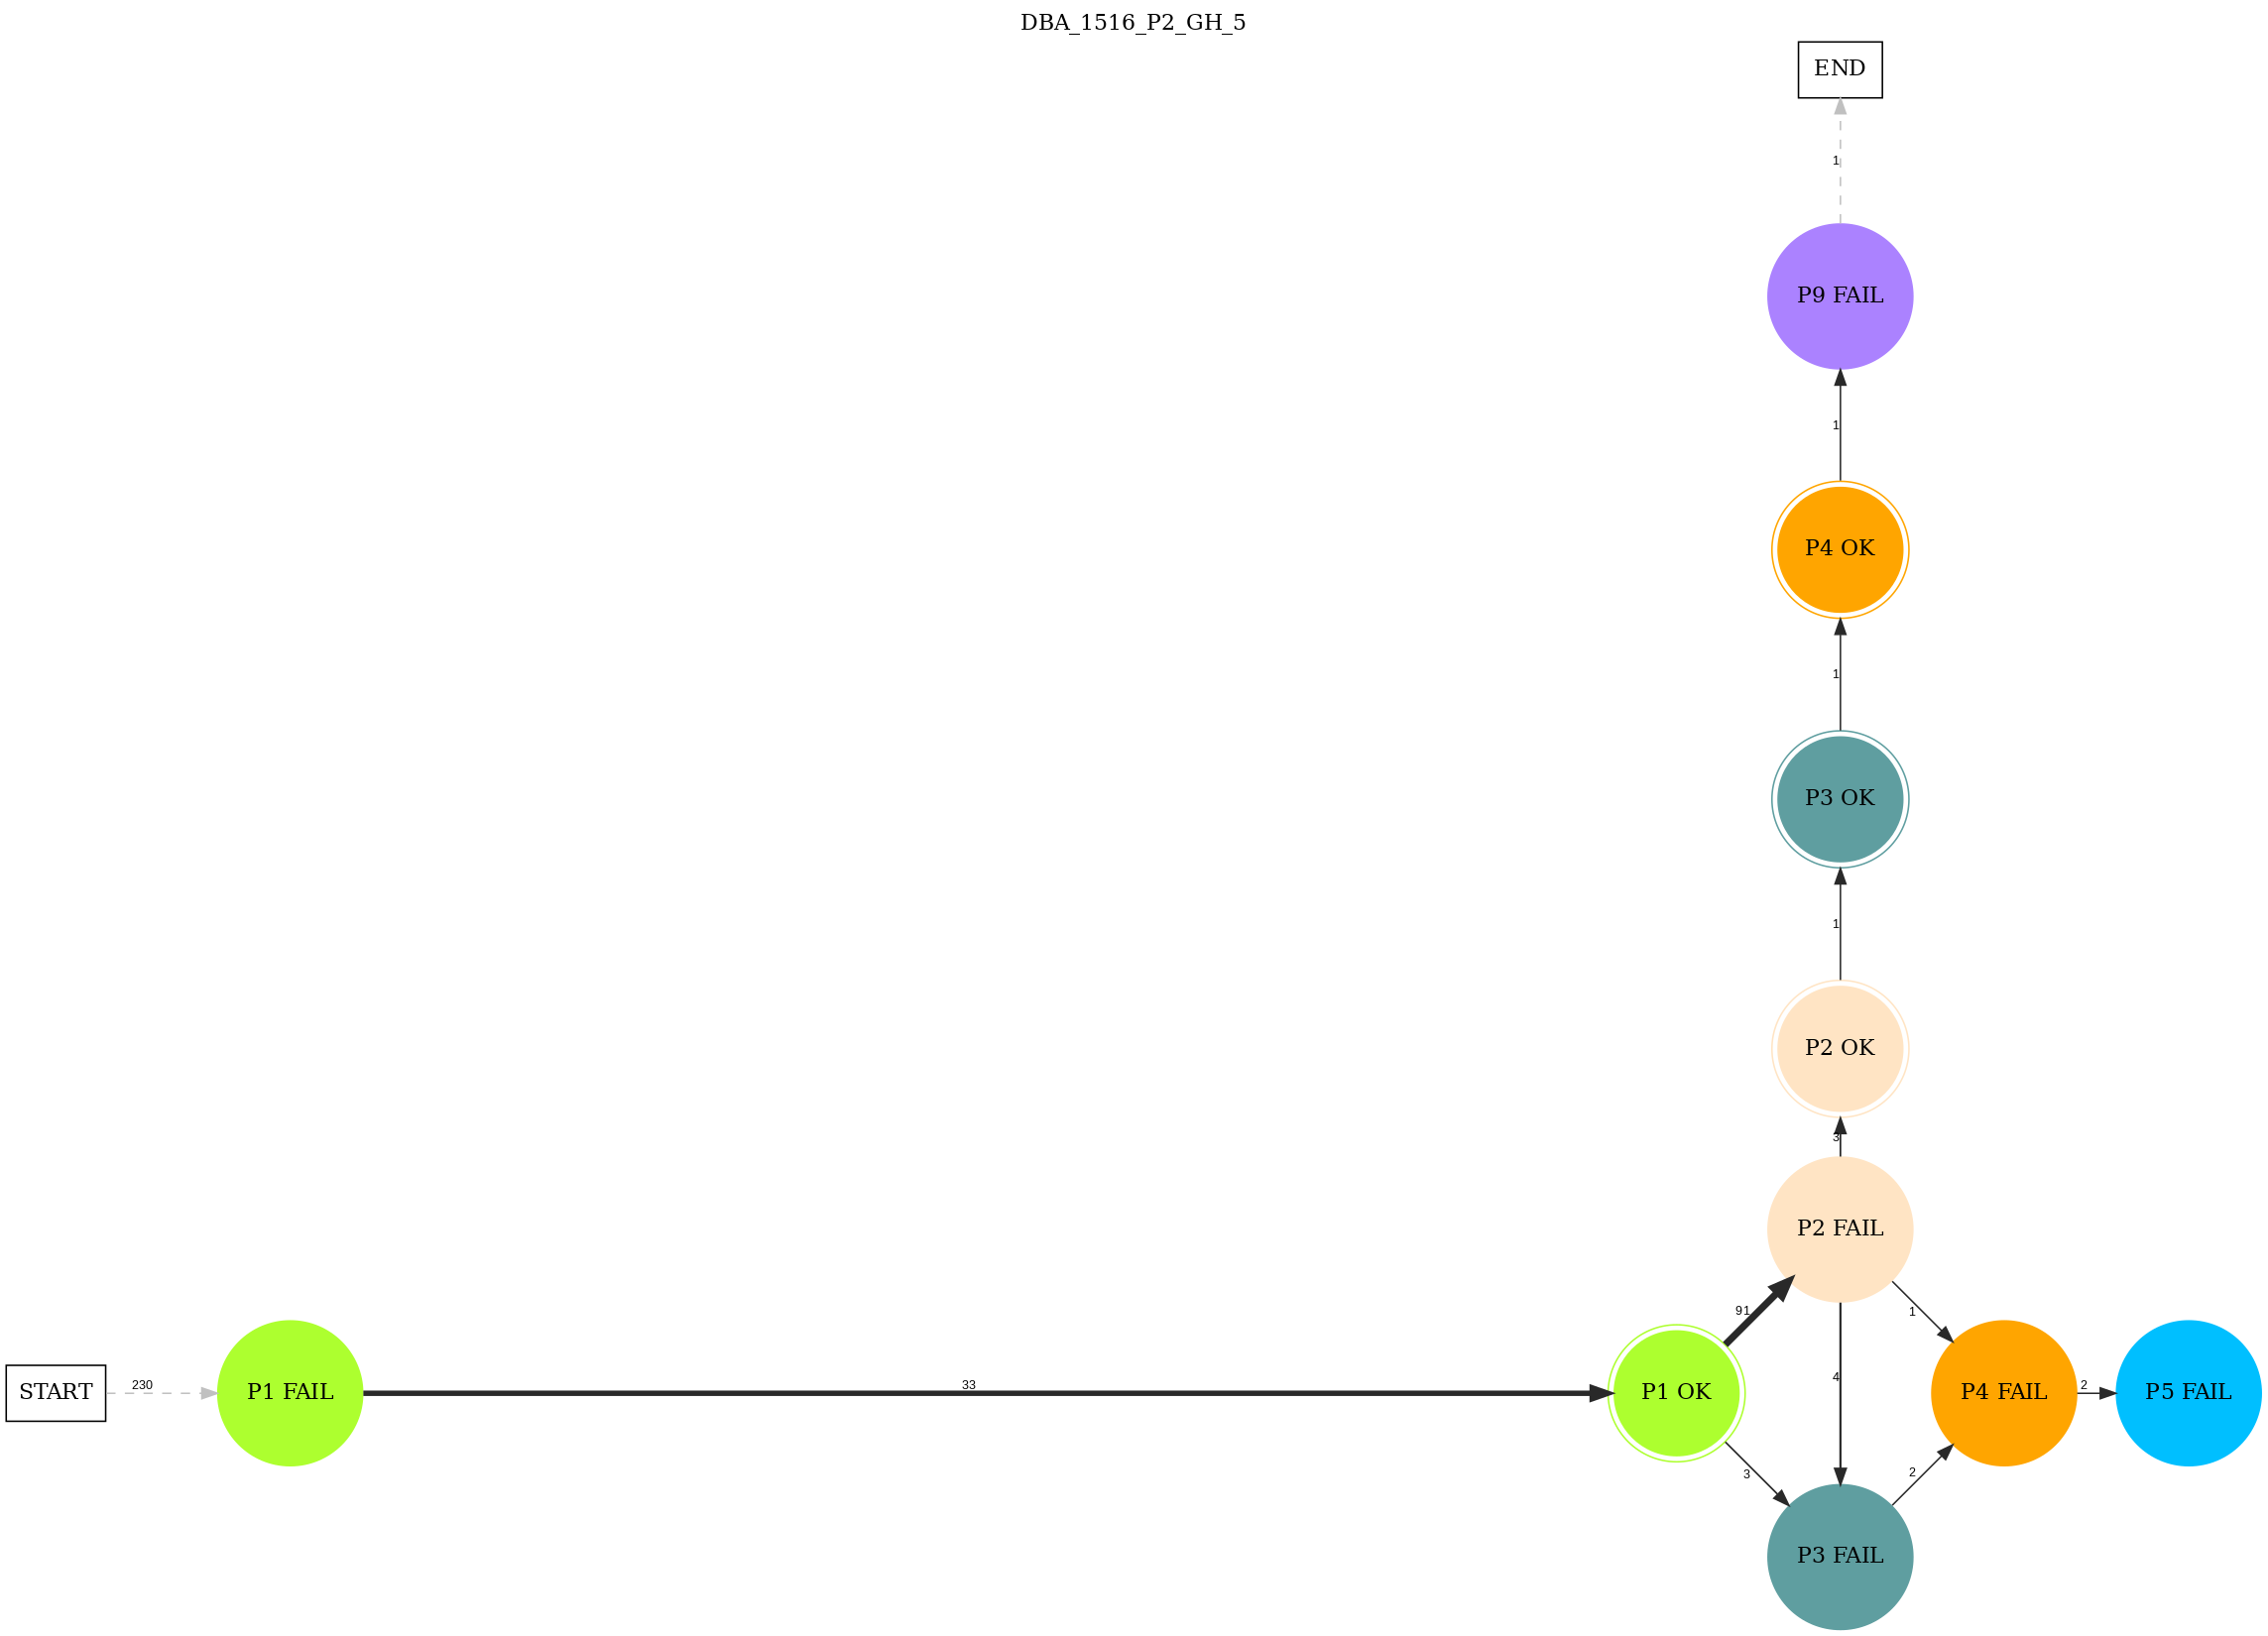 DBA_1516_P2_GH_5
END
1
P9 FAIL
1
P4 OK
1
P3 OK
1
P2 OK
3
P2 FAIL
91
1
4
START
230
P1 FAIL
33
P1 OK
P4 FAIL
2
P5 FAIL
3
2
P3 FAIL